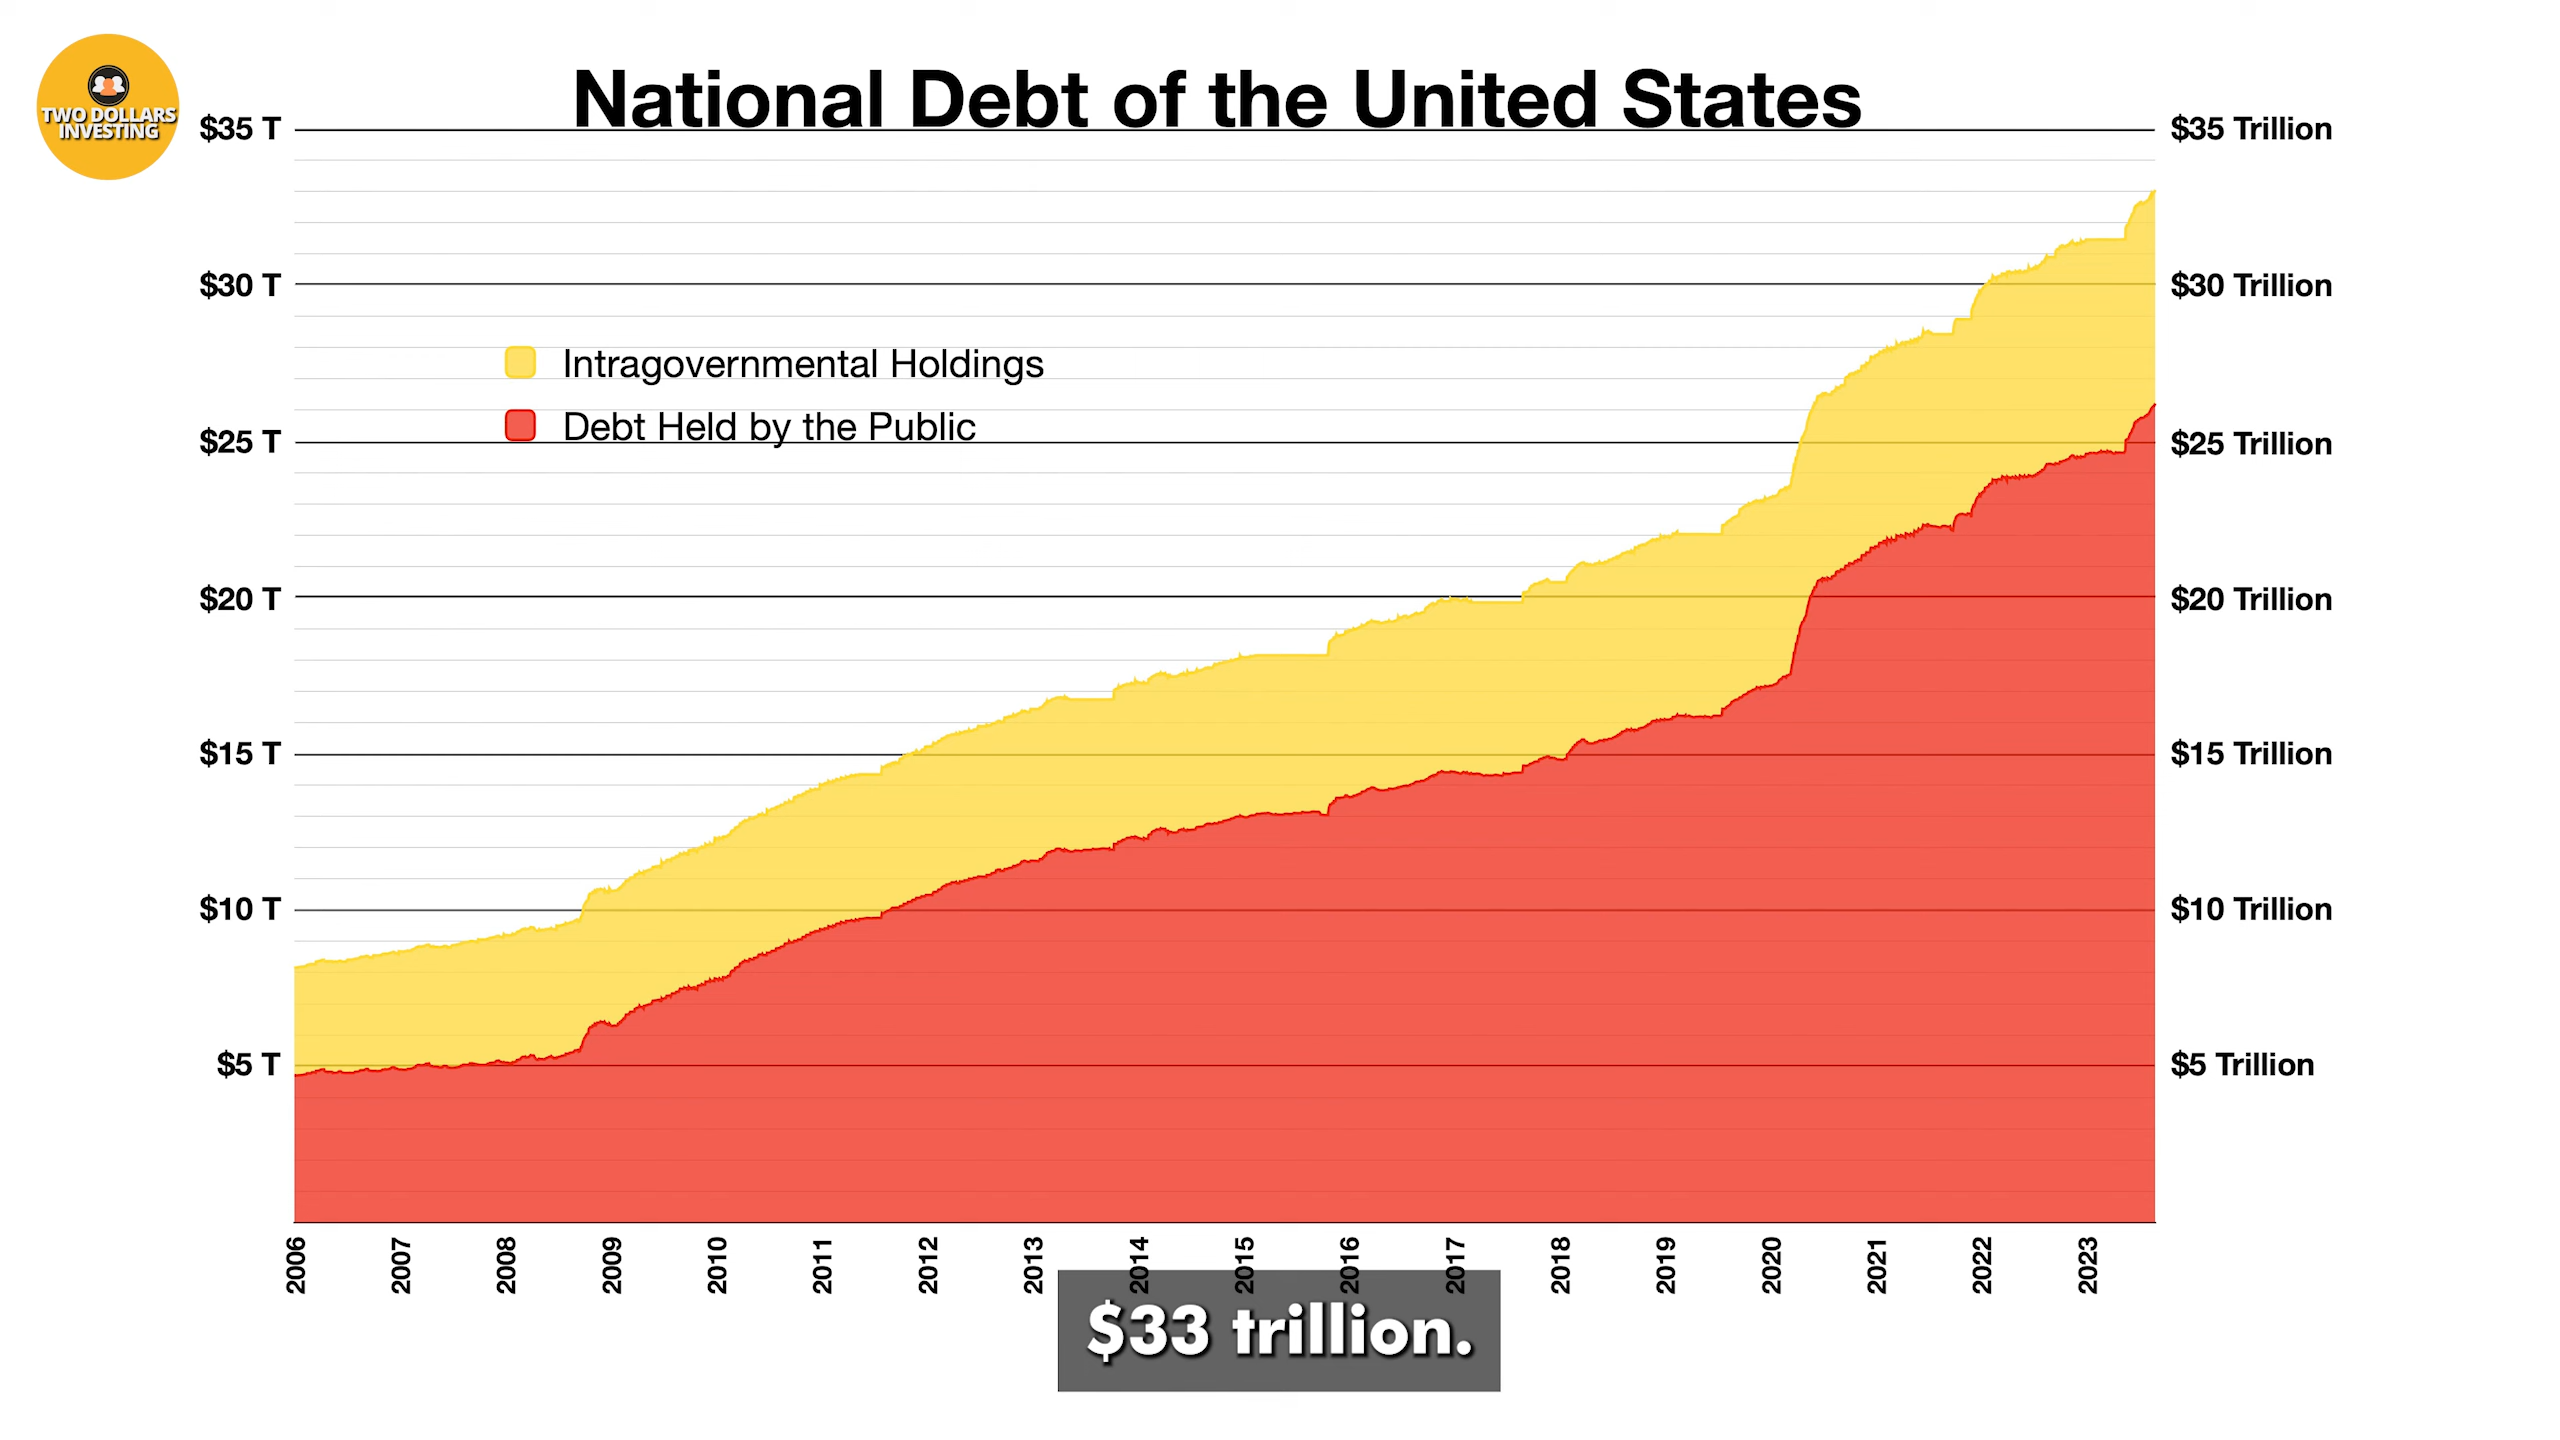 TWO DOLLARS
INVESTING
National Debt of the United States
$35 T
$35 Trillion
$30 T
$30 Trillion
Intragovernmental Holdings
Debt Held by the Public
$25 T
$25 Trillion
$20 T
$20 Trillion
$15 T
$15 Trillion
$10 T
$10 Trillion
$5 T
$5 Trillion
2006 2007 2008 2009 2010 2011 2012 2013 2014 2015 2016 2017 2018 2019 2020 2021 2022 2023
$33 trillion.